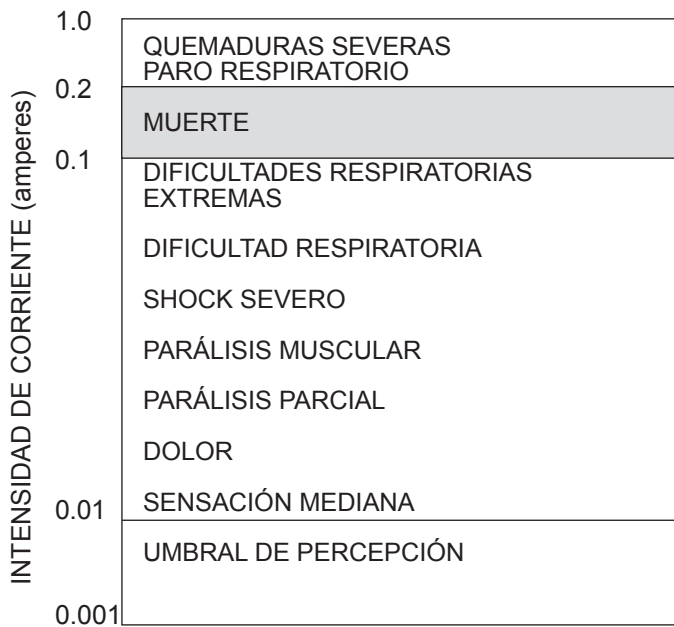 1.0
QUEMADURAS SEVERAS
PARO RESPIRATORIO
0.2
MUERTE
0.1
DIFICULTADES RESPIRATORIAS
EXTREMAS
DIFICULTAD RESPIRATORIA
SHOCK SEVERO
PARÁLISIS MUSCULAR
PARÁLISIS PARCIAL
DOLOR
SENSACIÓN MEDIANA
0.01
UMBRAL DE PERCEPCIÓN
0.001
INTENSIDAD DE CORRIENTE (amperes)